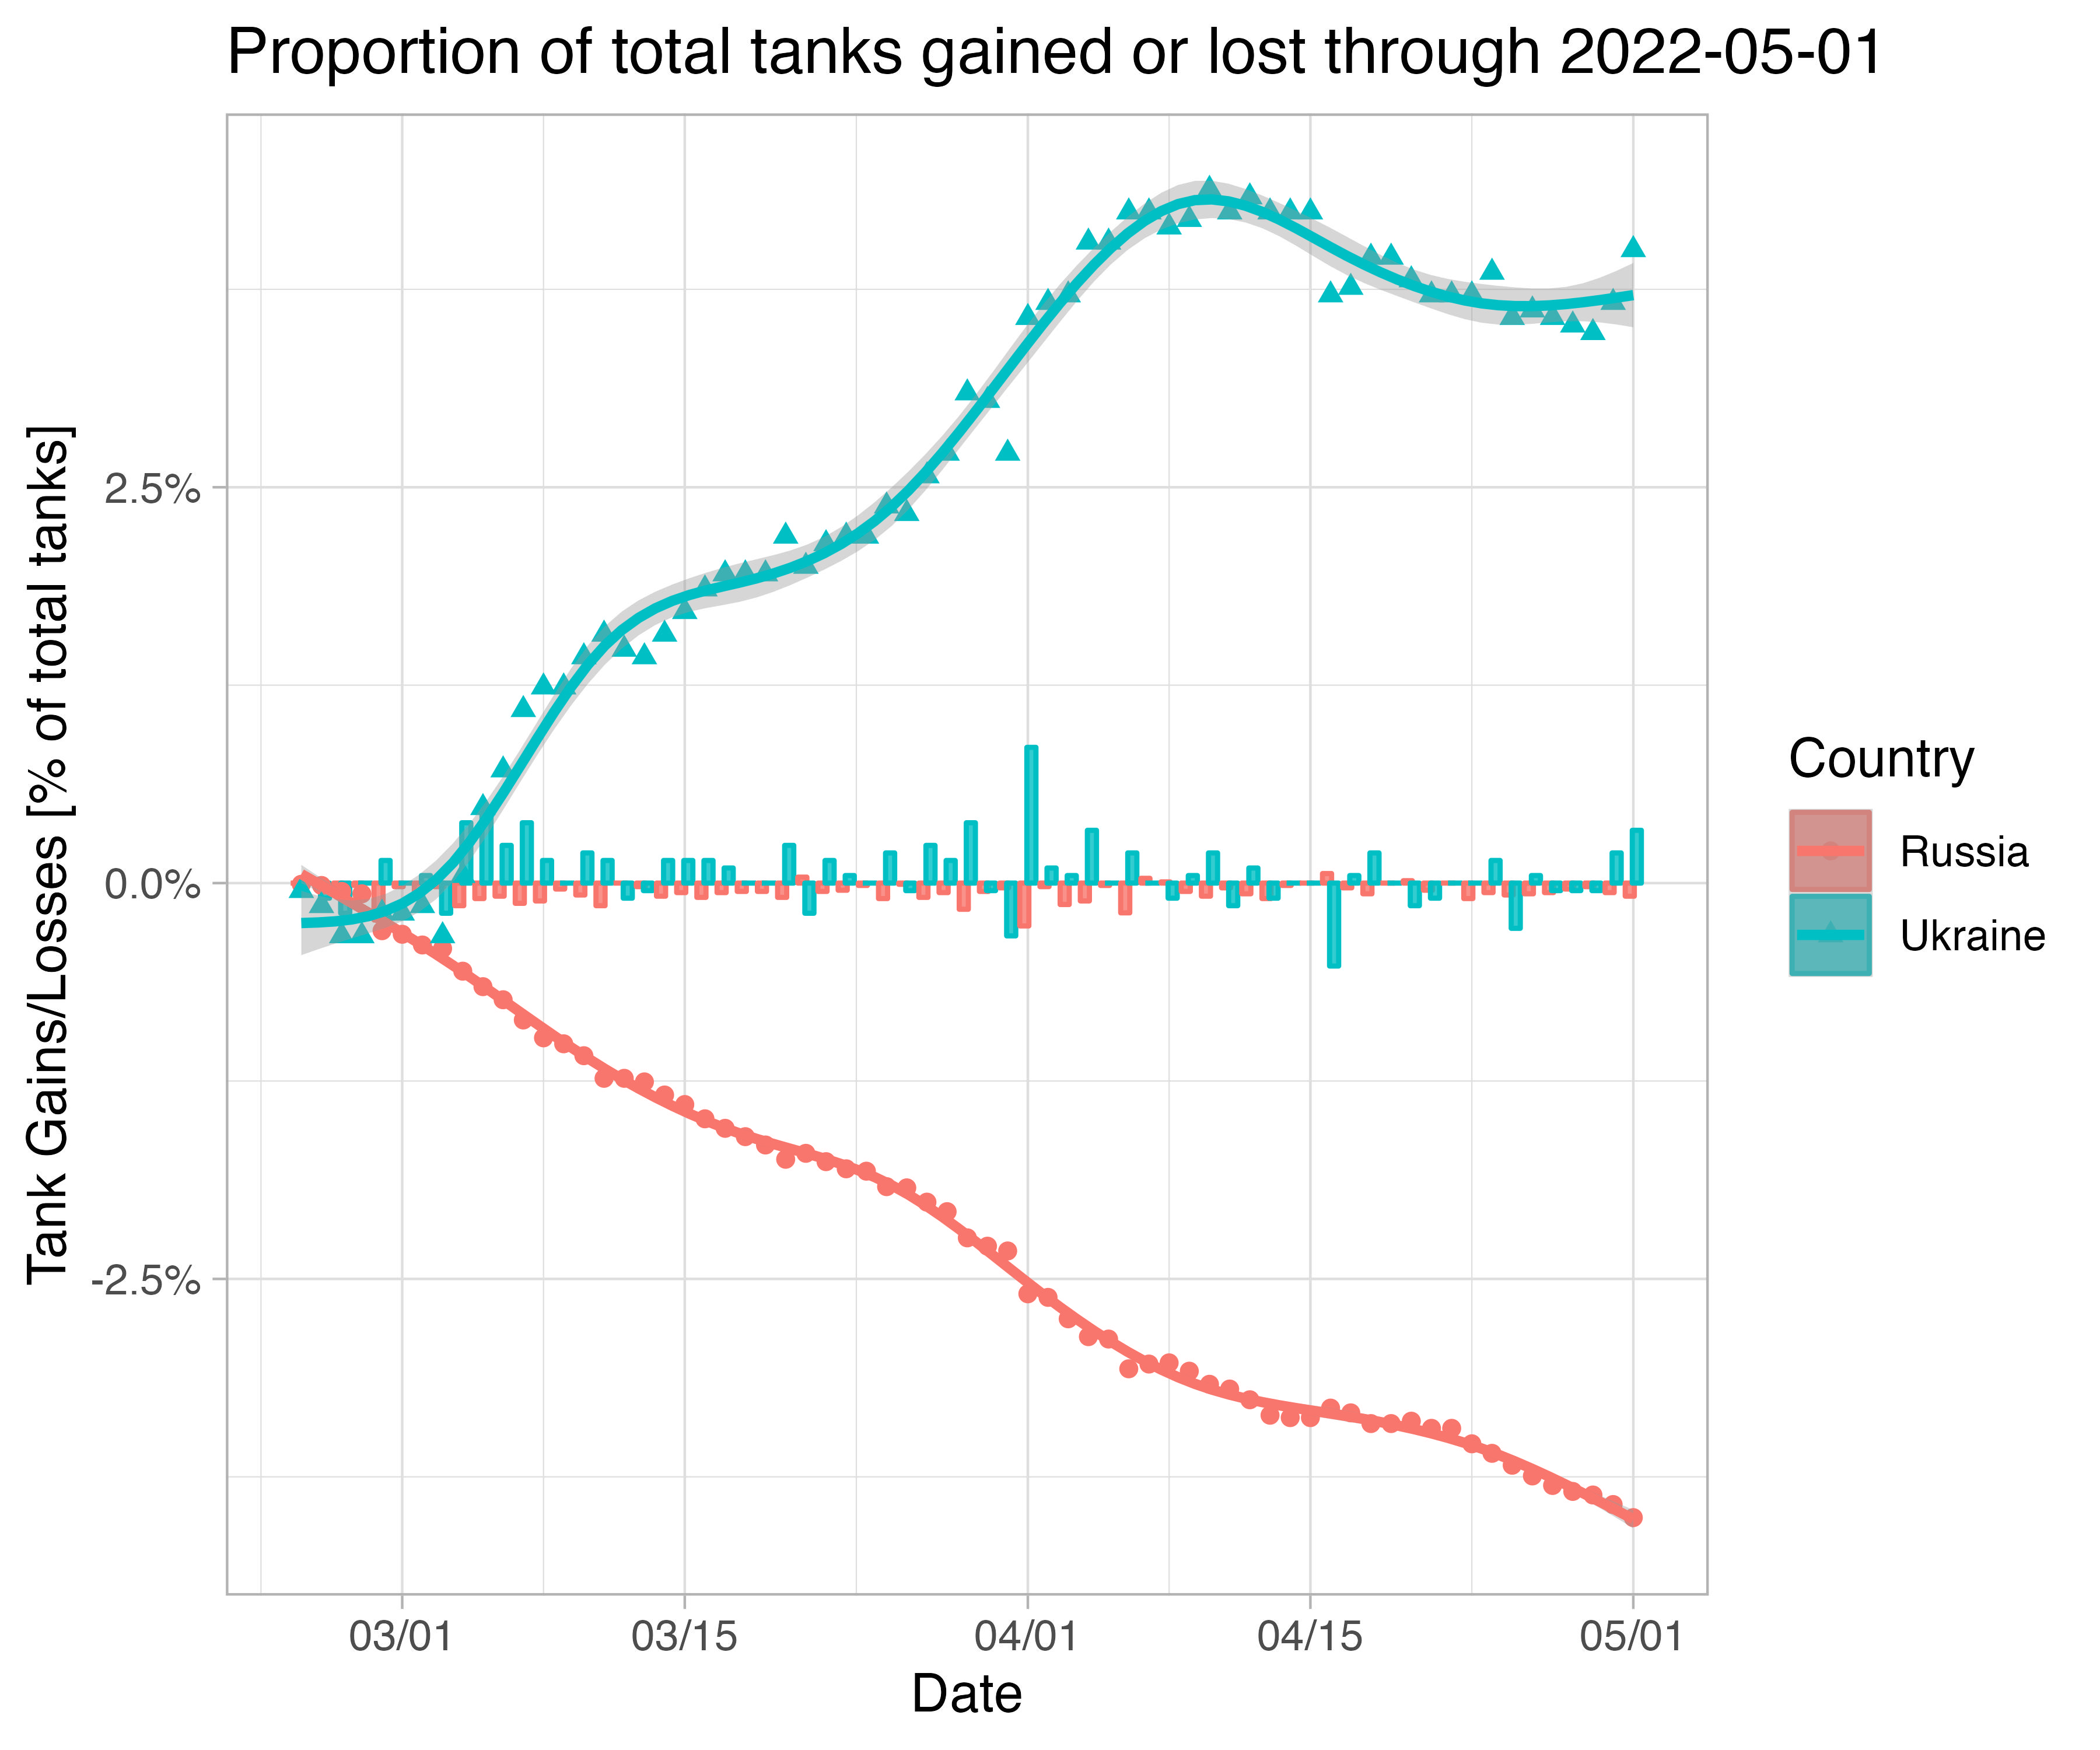 Proportion of total tanks gained or lost through 2022-05-01
Tank Gains/Losses [% of total tanks]
2.5%
0.0%
-2.5%
03/01
03/15
04/01
04/15
05/01
Date
Country
Russia
Ukraine